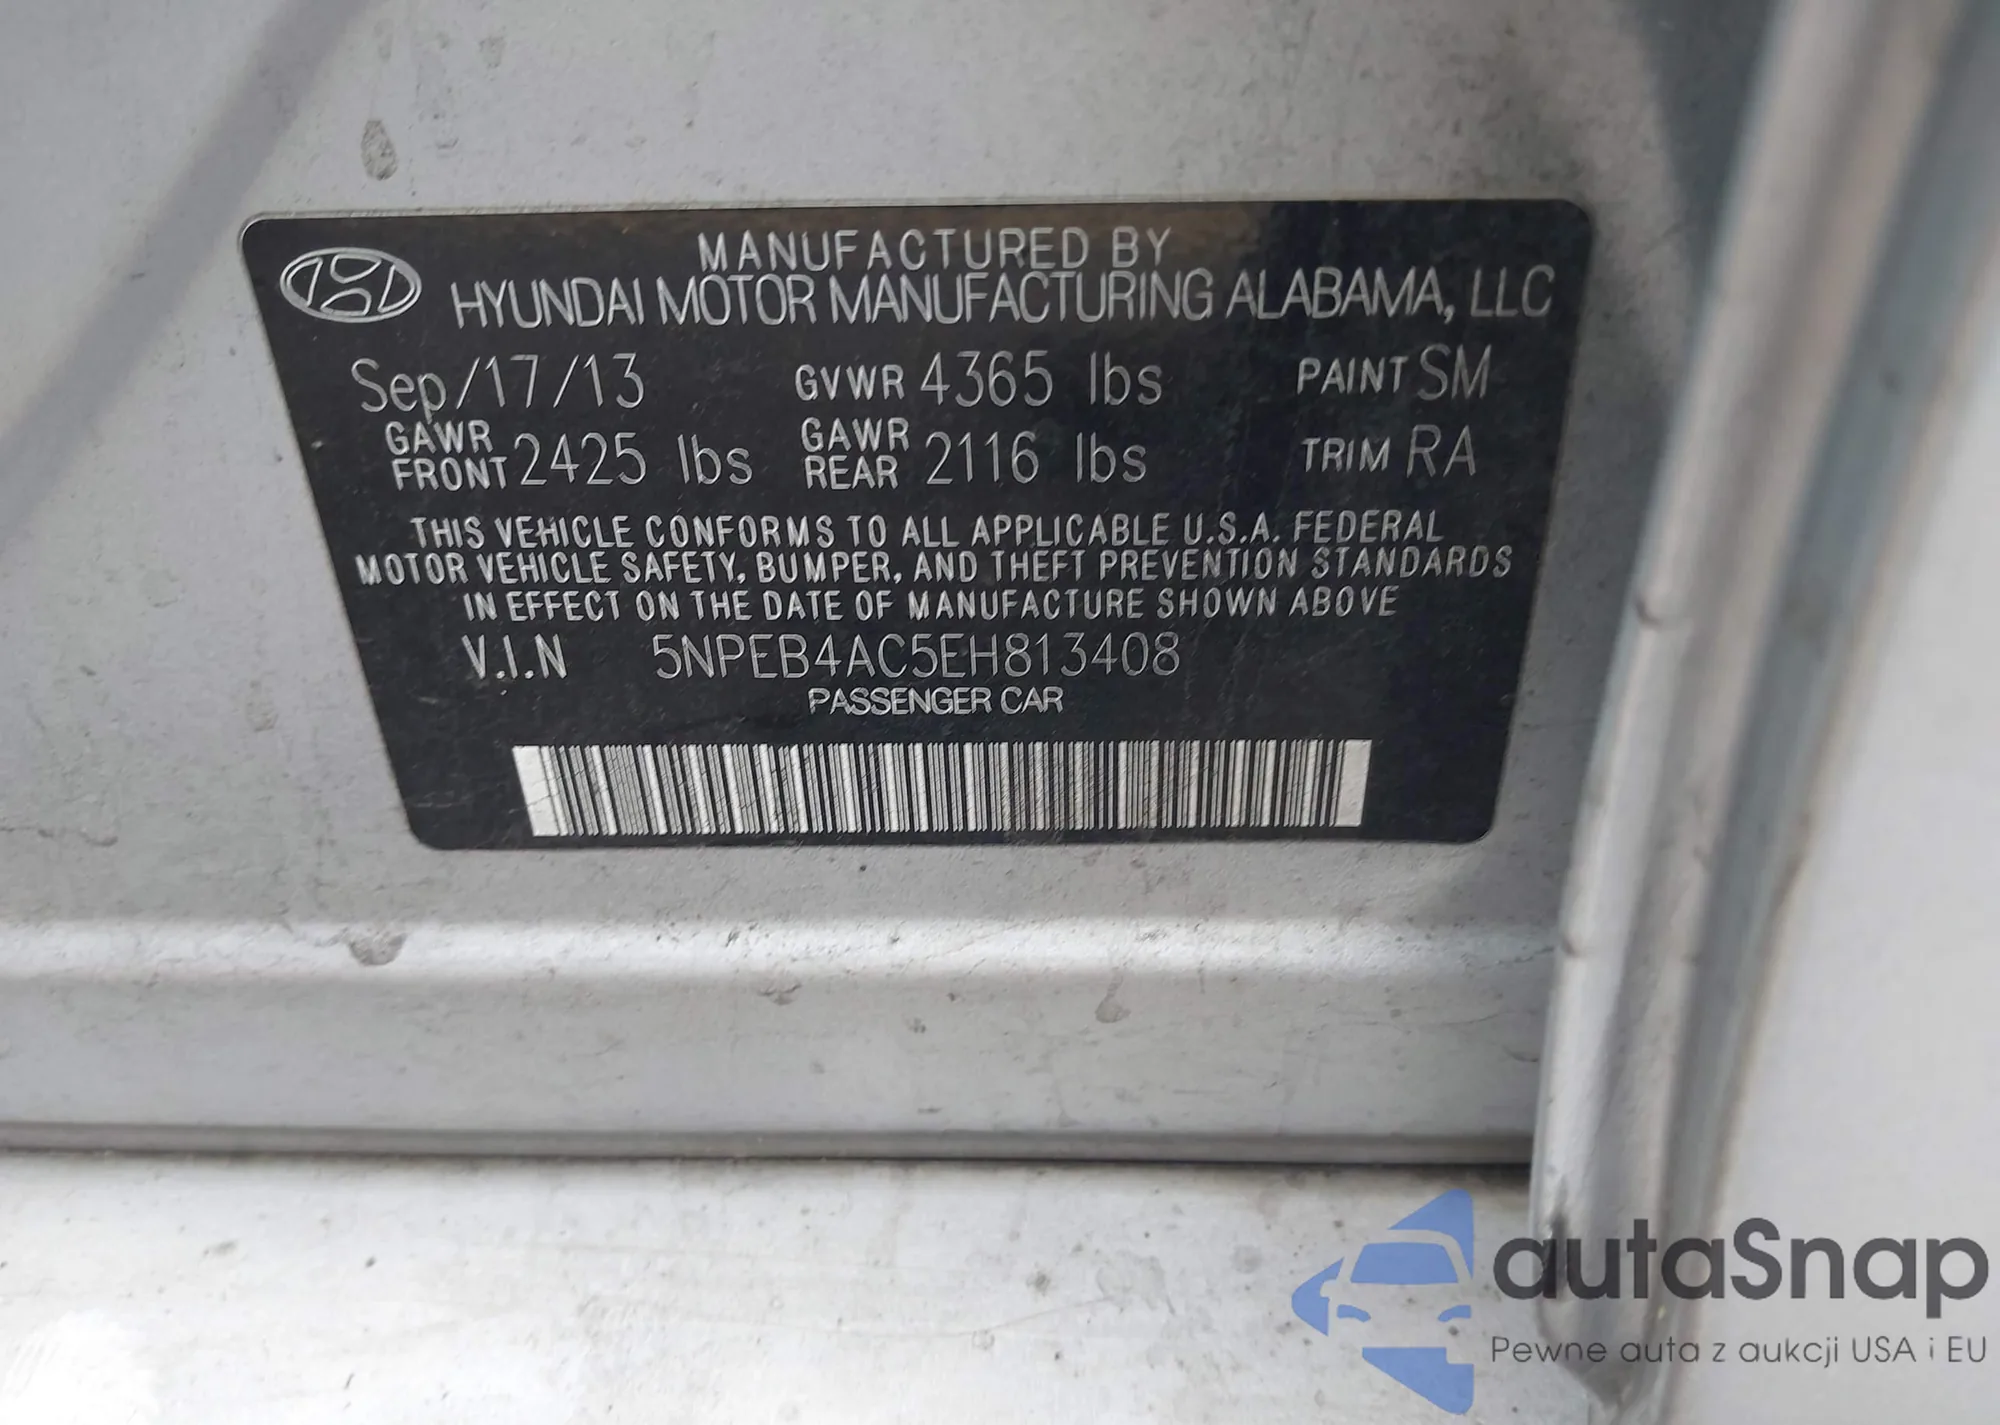 MANUFACTURED BY
HYUNDAI MOTOR MANUFACTURING ALABAMA, LLC
Sep/17/13 GVWR 4365 lbs PAINT SM
GAWR FRONT 2425 lbs GAWR REAR 2116 lbs TRIM RA
THIS VEHICLE CONFORMS TO ALL APPLICABLE U.S.A. FEDERAL
MOTOR VEHICLE SAFETY, BUMPER, AND THEFT PREVENTION STANDARDS
IN EFFECT ON THE DATE OF MANUFACTURE SHOWN ABOVE
V.I.N 5NPEB4AC5EH813408
PASSENGER CAR
autaSnap
Pewne auta z aukcji USA i EU